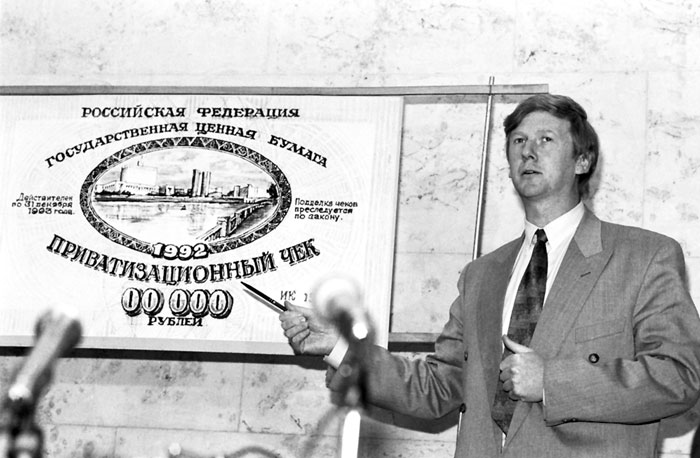 РОССИЙСКАЯ ФЕДЕРАЦИЯ
ГОСУДАРСТВЕННАЯ ЦЕННАЯ БУМАГА
Действителен
по 31 декабря
1993 года.
Подделка чеков
преследуется
по закону.
1992
ПРИВАТИЗАЦИОННЫЙ ЧЕК
10 000
РУБЛЕЙ